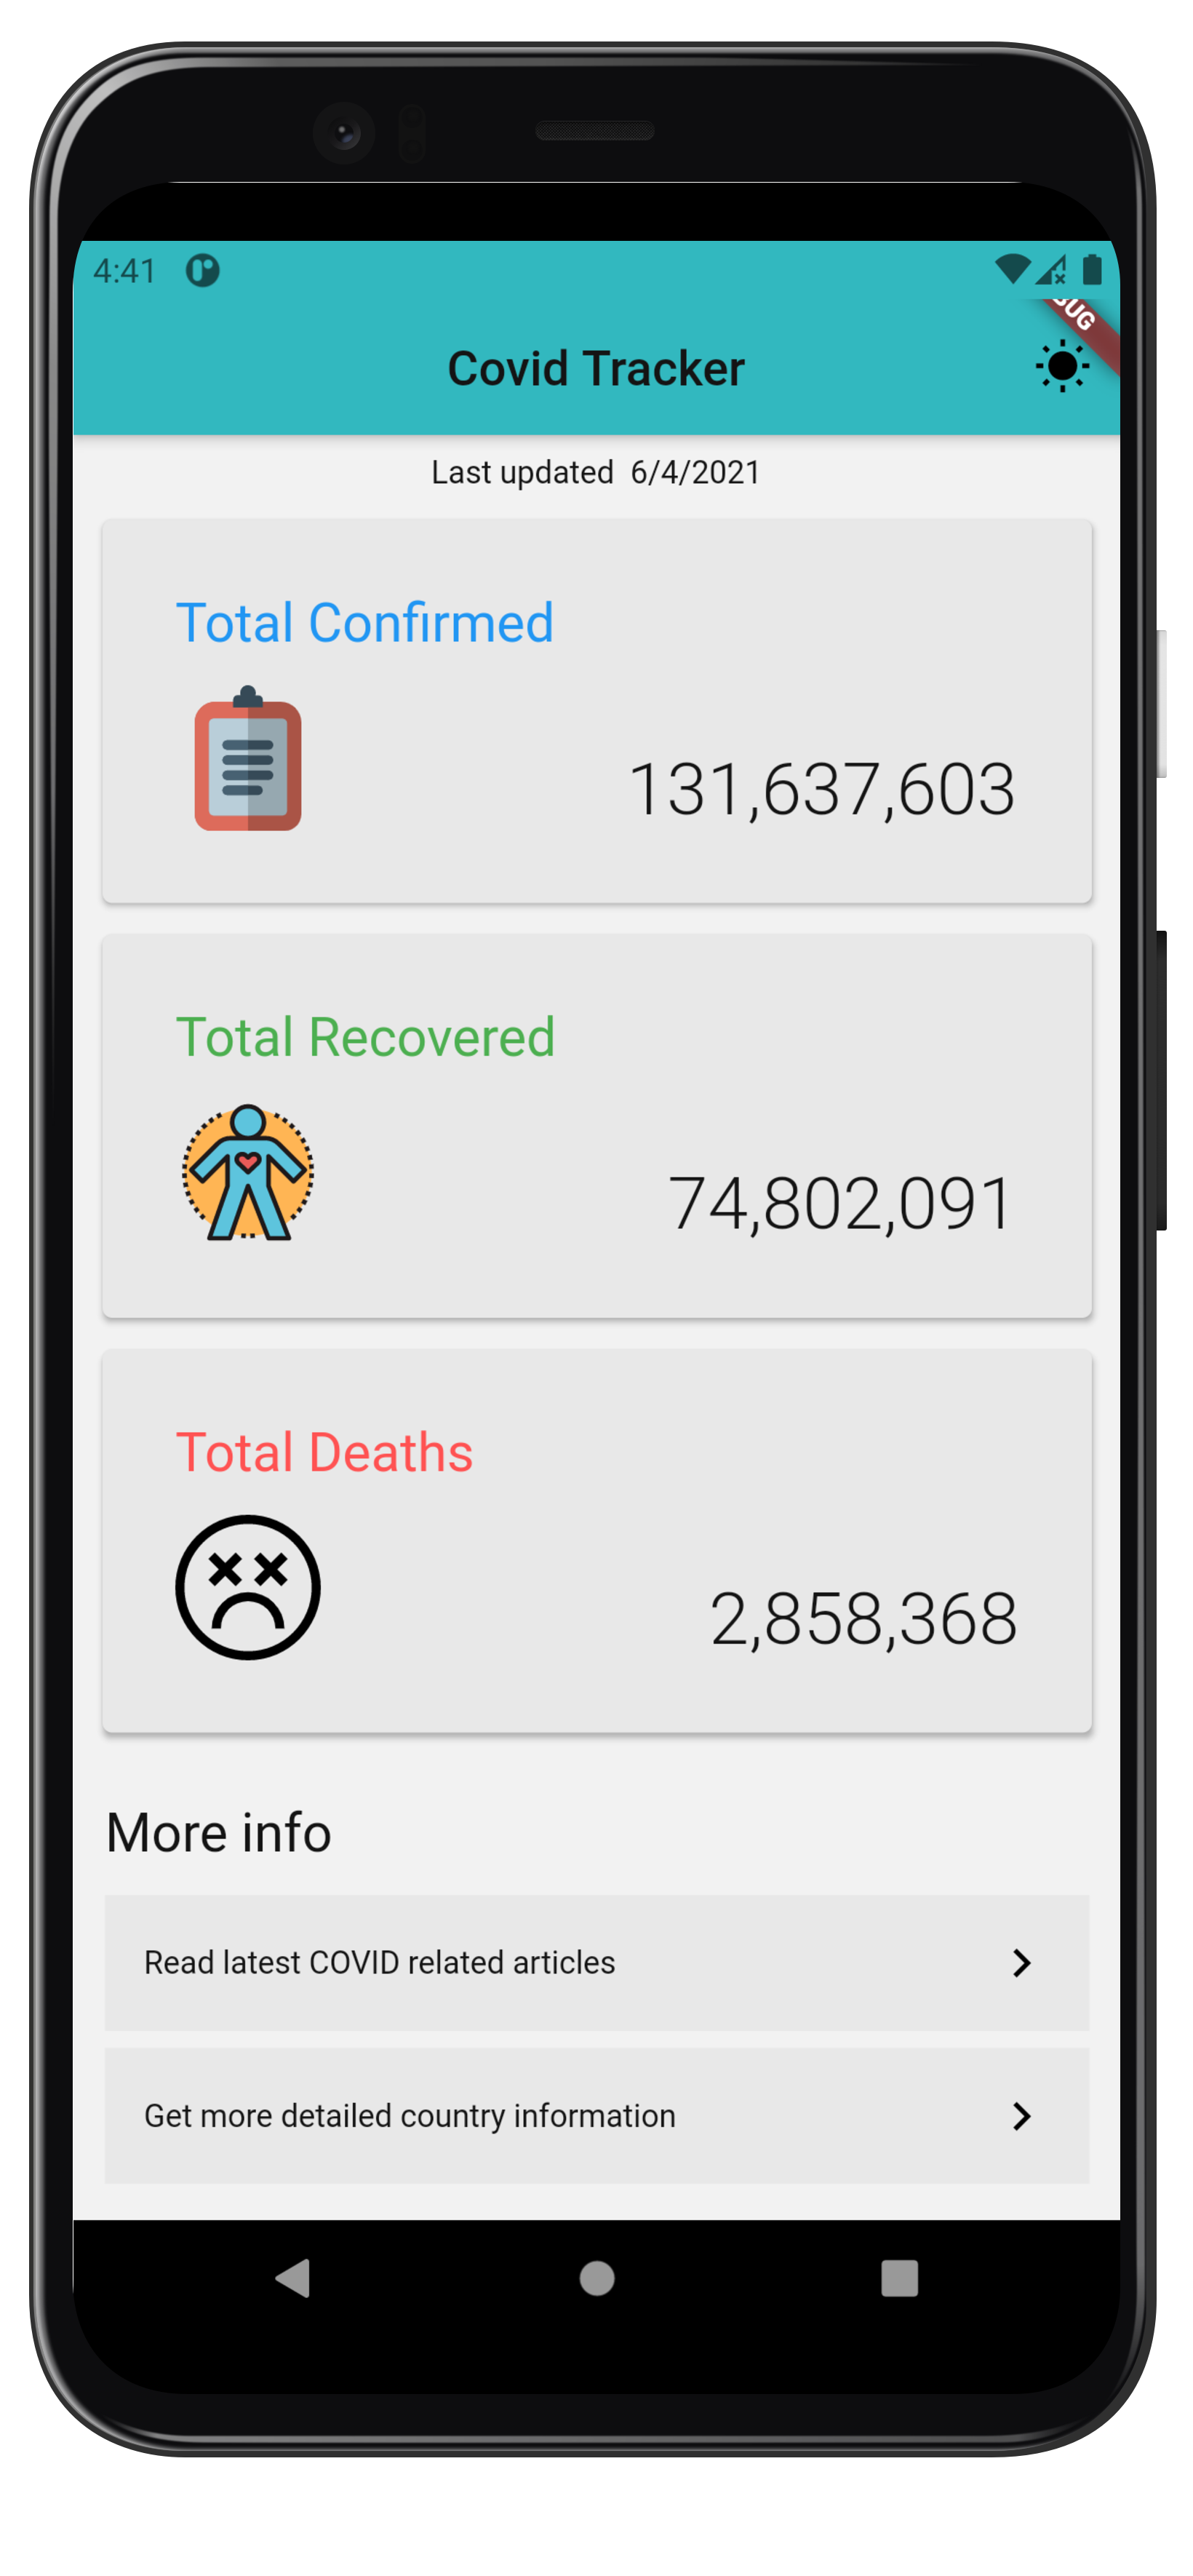 4:41
UG
Covid Tracker
Last updated 6/4/2021
Total Confirmed
131,637,603
Total Recovered
74,802,091
Total Deaths
2,858,368
More info
Read latest COVID related articles
Get more detailed country information